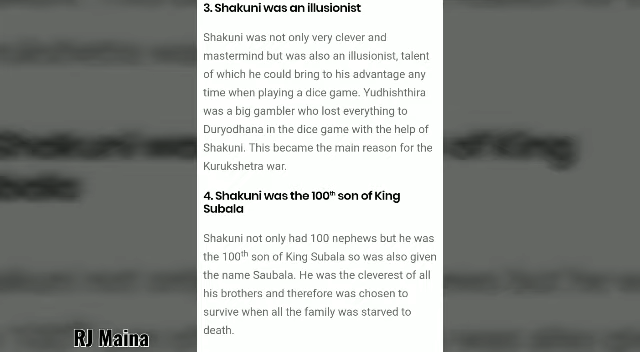 3. Shakuni was an illusionist
Shakuni was not only very clever and
mastermind but was also an illusionist, talent
of which he could bring to his advantage any
time when playing a dice game. Yudhishthira
was a big gambler who lost everything to
Duryodhana in the dice game with the help of
Shakuni. This became the main reason for the
Kurukshetra war.
4. Shakuni was the 100th son of King
Subala
Shakuni not only had 100 nephews but he was
the 100th son of King Subala so was also given
the name Saubala. He was the cleverest of all
his brothers and therefore was chosen to
survive when all the family was starved to
death.
RJ Maina